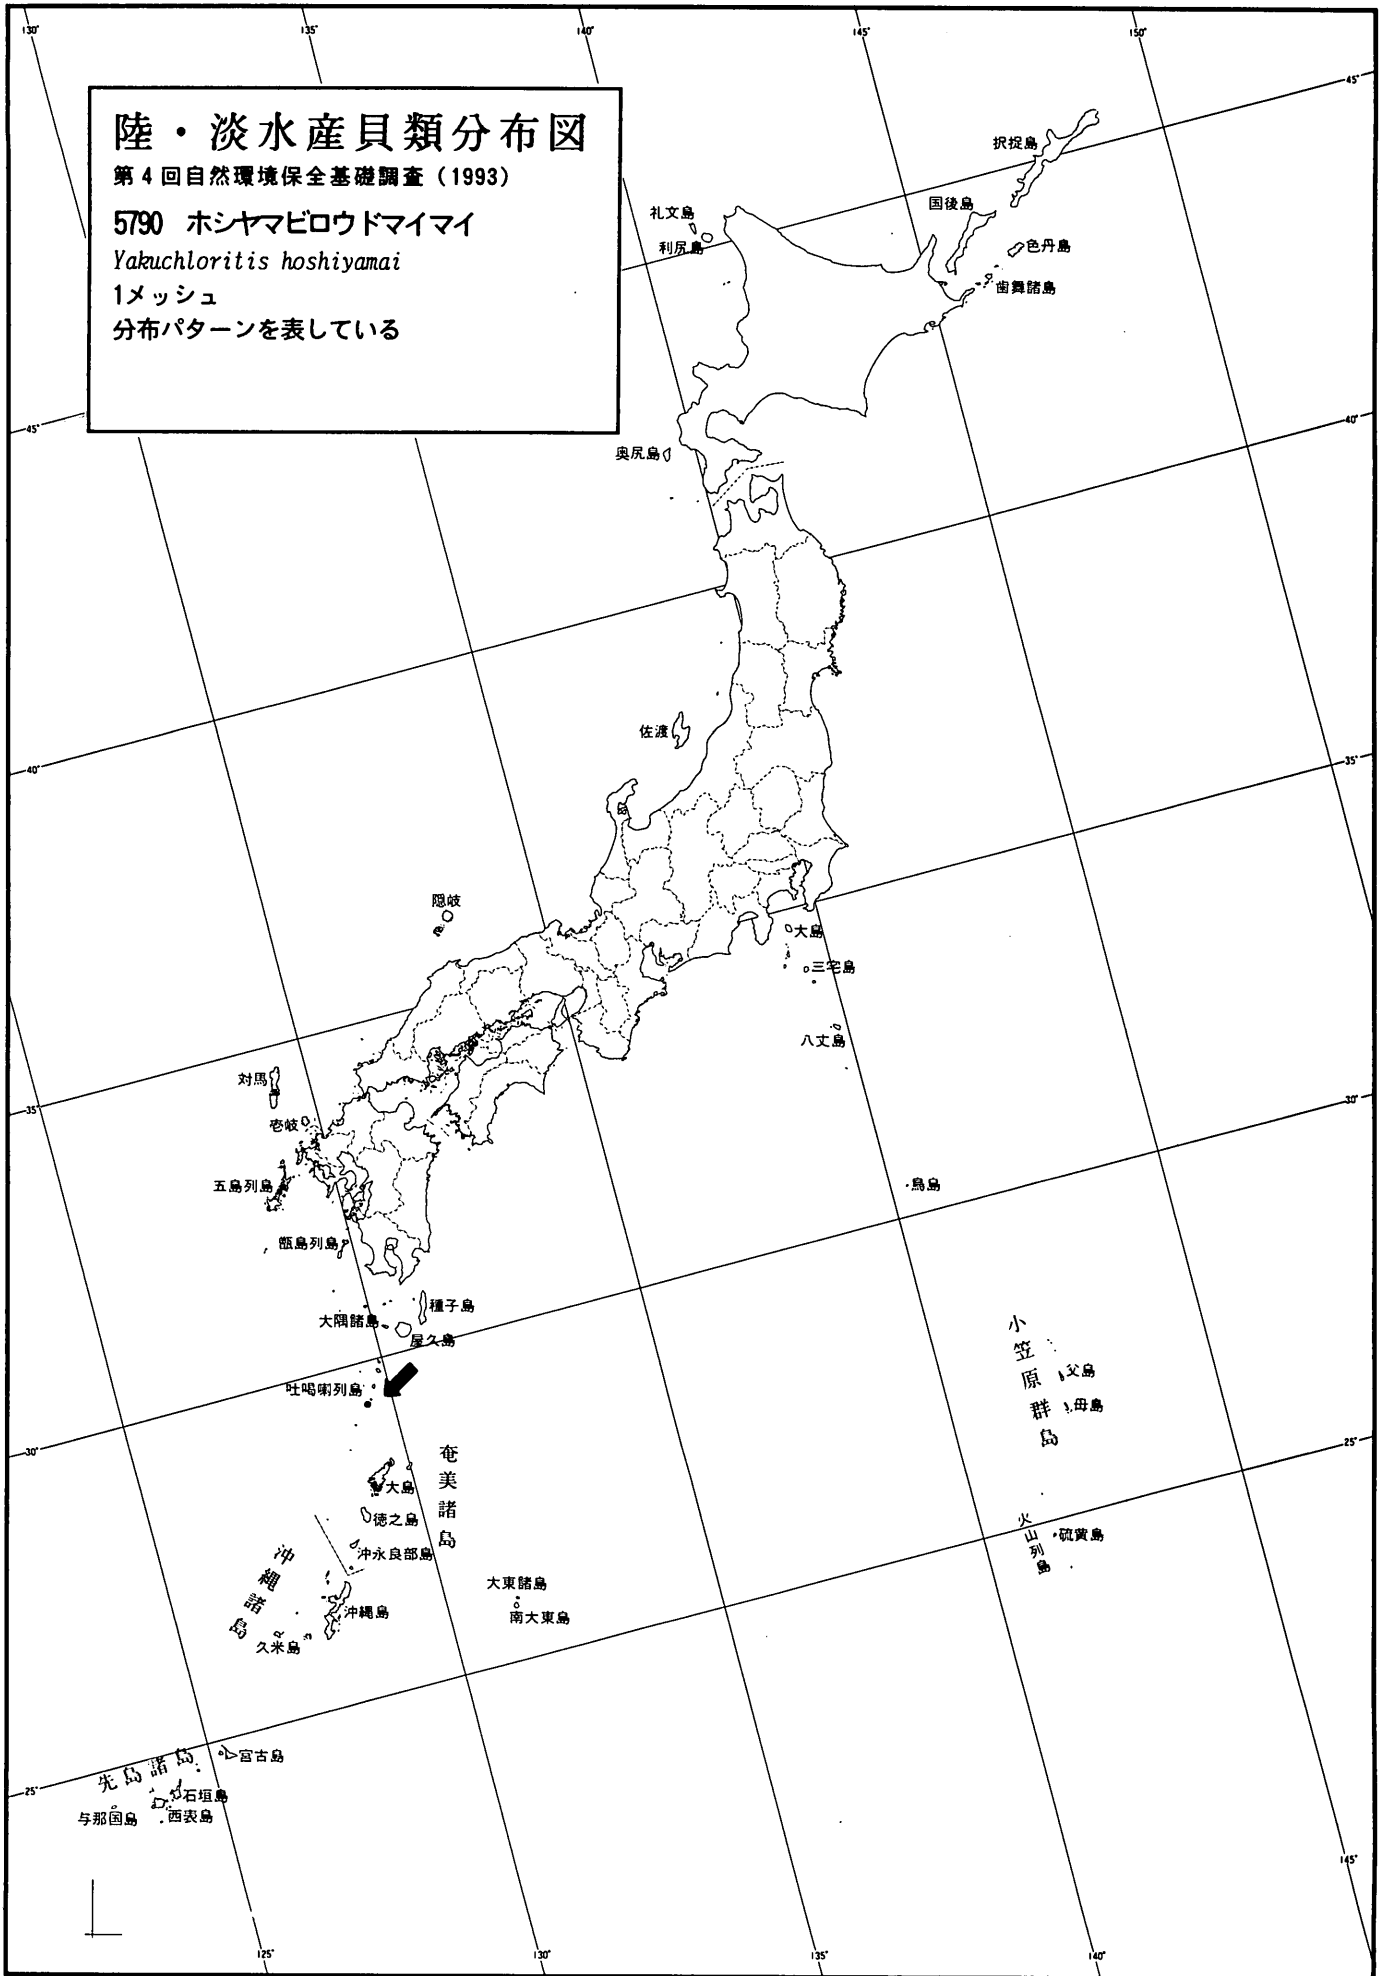 130°
135°
140°
145°
150°
陸・淡水産貝類分布図
第4回自然環境保全基礎調査（1993）
5790 ホシヤマビロウドマイマイ
Yakuchloritis hoshiyamai
1メッシュ
分布パターンを表している
45°
択捉島
国後島
礼文島
利尻島
色丹島
歯舞諸島
45°
40°
奥尻島
佐渡
40°
35°
隠岐
大島
三宅島
八丈島
対馬
35°
壱岐
30°
五島列島
鳥島
甑島列島
種子島
大隅諸島
屋久島
吐噶喇列島
小笠原群島
父島
母島
30°
25°
奄美諸島
大島
徳之島
沖永良部島
火山列島
硫黄島
沖縄諸島
沖縄島
久米島
大東諸島
南大東島
先島諸島
宮古島
25°
石垣島
与那国島
西表島
145°
125°
130°
135°
140°